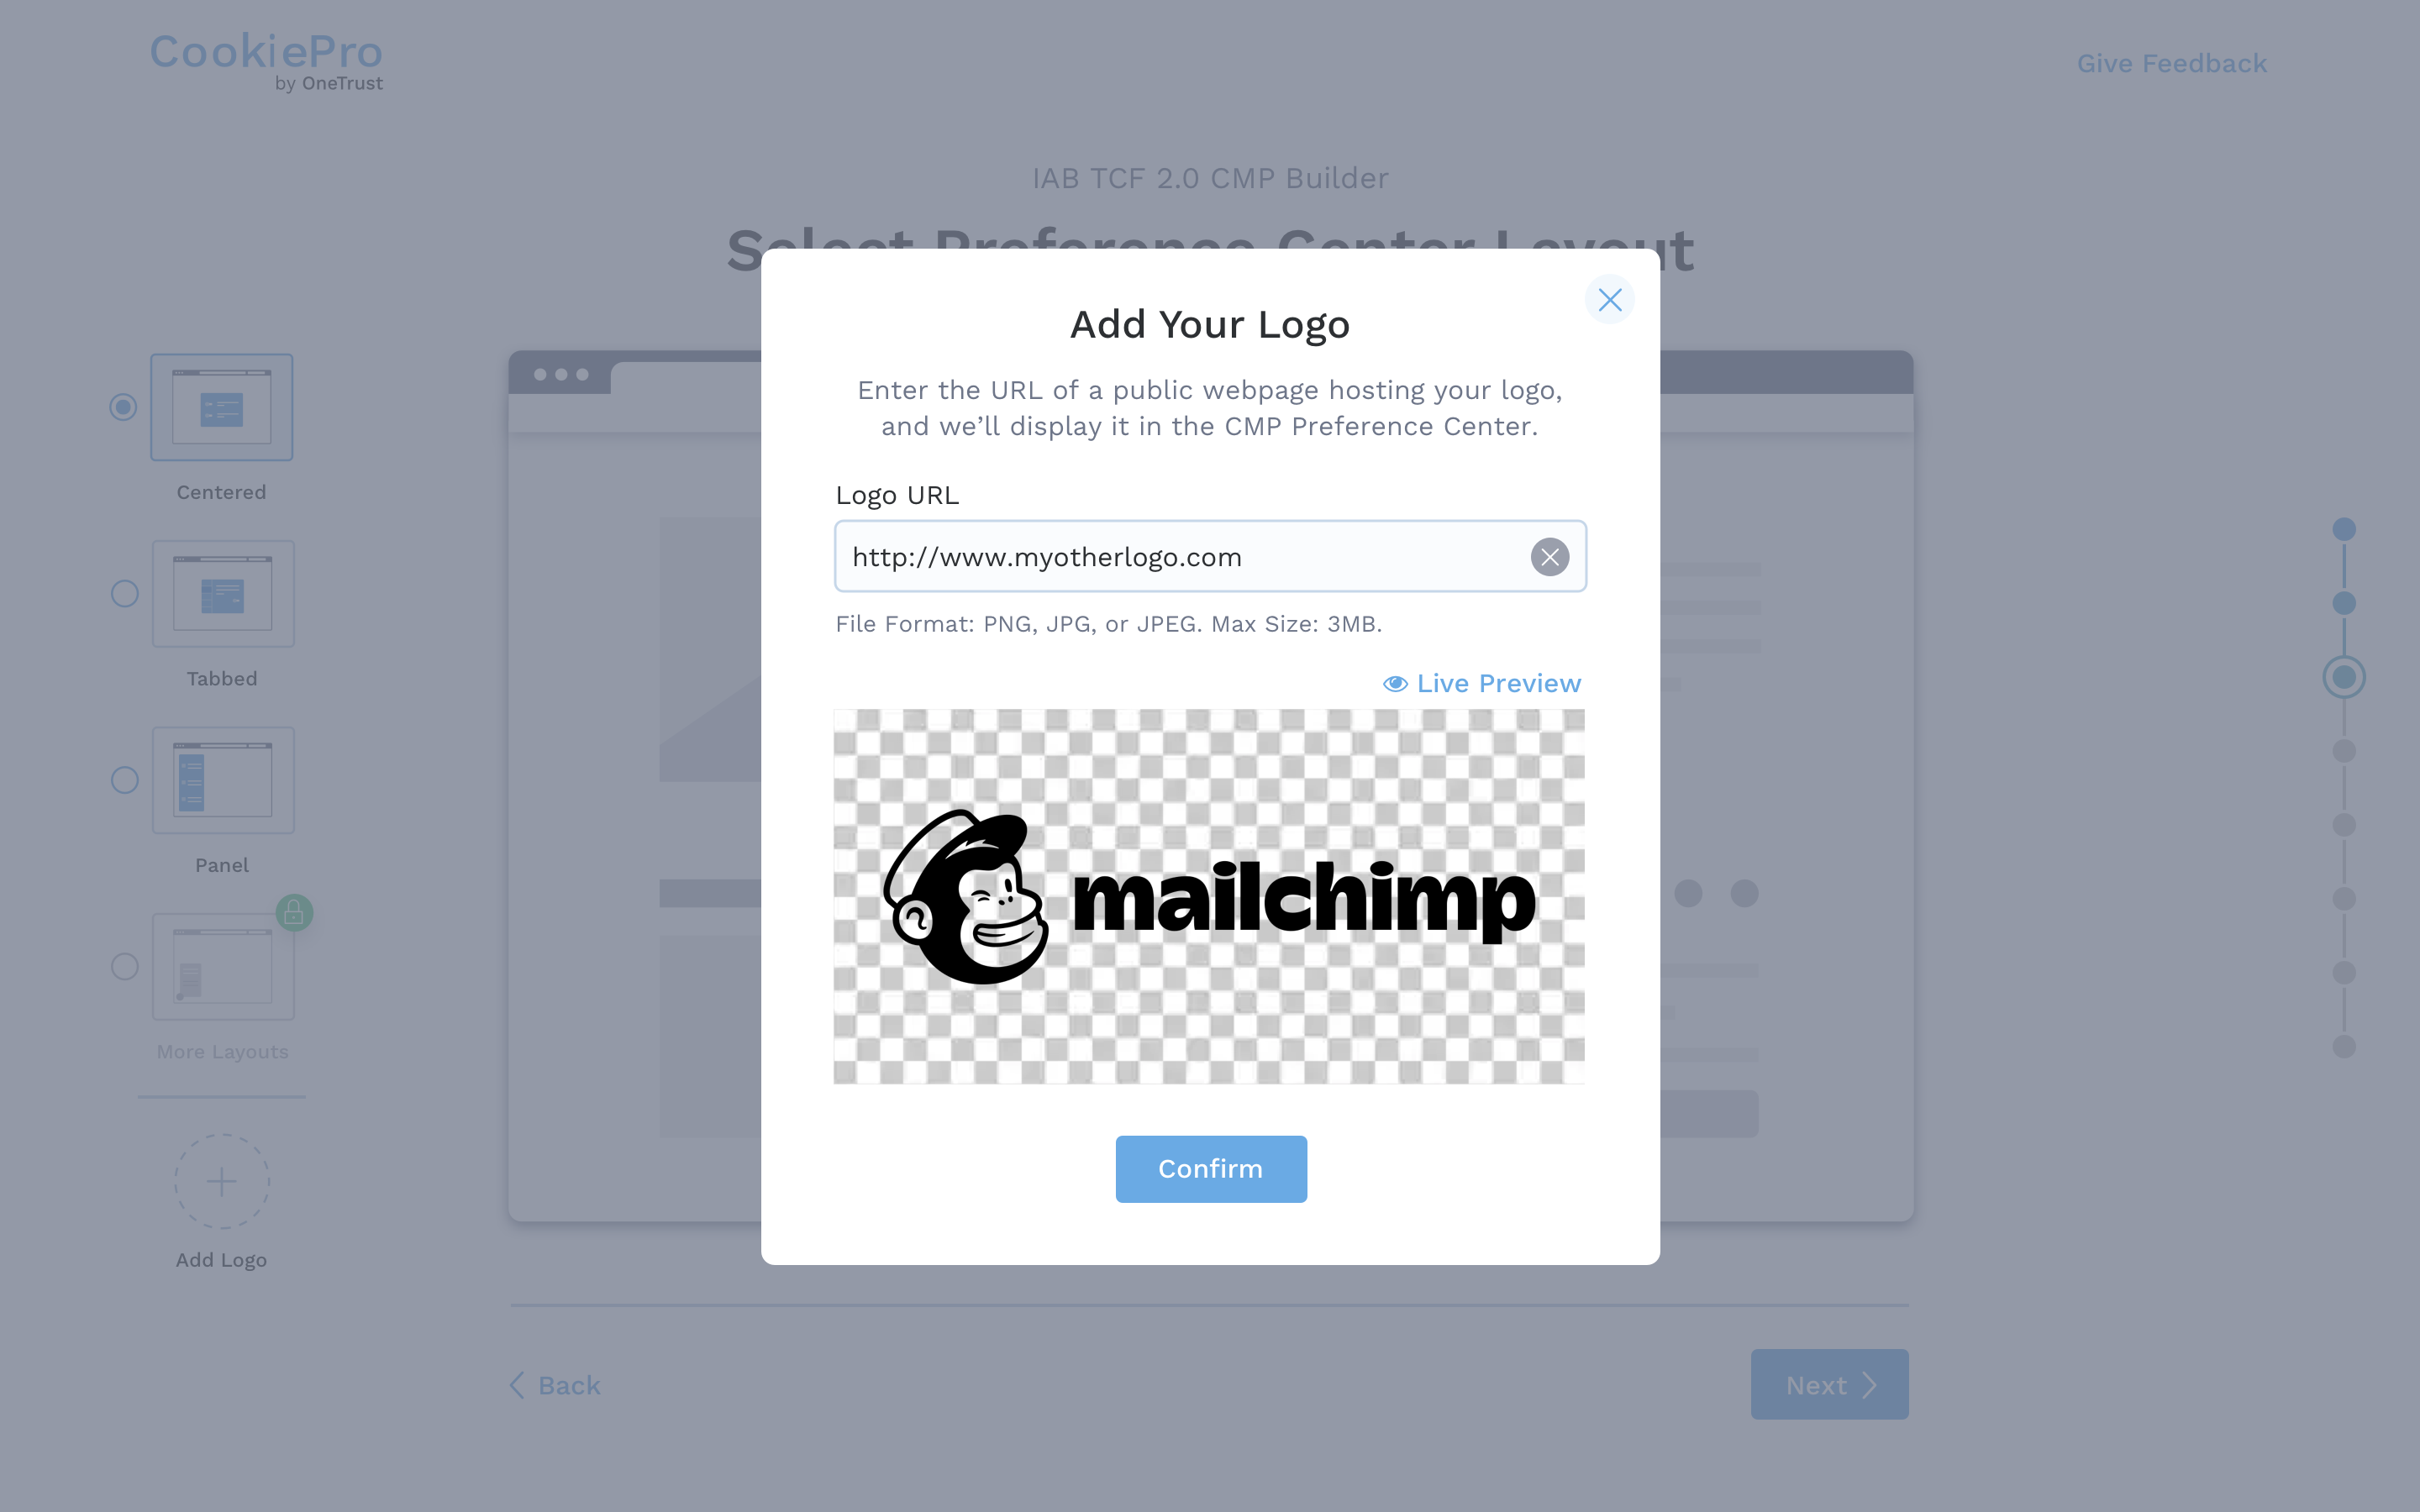 CookiePro
by OneTrust
Give Feedback
IAB TCF 2.0 CMP Builder
Select Preference Center Layout
Centered
Tabbed
Panel
More Layouts
Add Logo
Add Your Logo
Enter the URL of a public webpage hosting your logo,
and we’ll display it in the CMP Preference Center.
Logo URL
http://www.myotherlogo.com
File Format: PNG, JPG, or JPEG. Max Size: 3MB.
Live Preview
mailchimp
Confirm
Back
Next